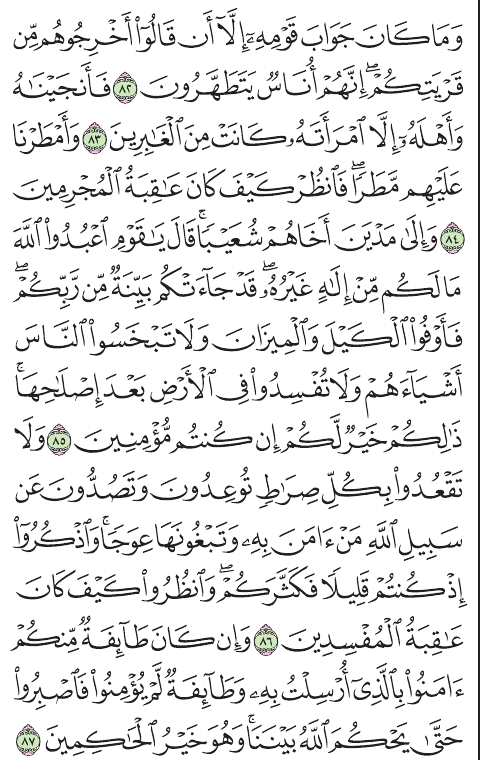 وَمَا كَانَ جَوَابَ قَوْمِهِۦٓ إِلَّآ أَن قَالُوٓاْ أَخۡرِجُوهُم مِّن
قَرۡيَتِكُمۡۖ إِنَّهُمۡ أُنَاسٞ يَتَطَهَّرُونَ ٨٢ فَأَنجَيۡنَٰهُ
وَأَهۡلَهُۥٓ إِلَّا ٱمۡرَأَتَهُۥ كَانَتۡ مِنَ ٱلۡغَٰبِرِينَ ٨٣ وَأَمۡطَرۡنَا
عَلَيۡهِم مَّطَرٗاۖ فَٱنظُرۡ كَيۡفَ كَانَ عَٰقِبَةُ ٱلۡمُجۡرِمِينَ
٨٤ وَإِلَىٰ مَدۡيَنَ أَخَاهُمۡ شُعَيۡبٗاۚ قَالَ يَٰقَوۡمِ ٱعۡبُدُواْ ٱللَّهَ
مَا لَكُم مِّنۡ إِلَٰهٍ غَيۡرُهُۥۖ قَدۡ جَآءَتۡكُم بَيِّنَةٞ مِّن رَّبِّكُمۡۖ
فَأَوۡفُواْ ٱلۡكَيۡلَ وَٱلۡمِيزَانَ وَلَا تَبۡخَسُواْ ٱلنَّاسَ
أَشۡيَآءَهُمۡ وَلَا تُفۡسِدُواْ فِي ٱلۡأَرۡضِ بَعۡدَ إِصۡلَٰحِهَاۚ
ذَٰلِكُمۡ خَيۡرٞ لَّكُمۡ إِن كُنتُم مُّؤۡمِنِينَ ٨٥ وَلَا
تَقۡعُدُواْ بِكُلِّ صِرَٰطٖ تُوعِدُونَ وَتَصُدُّونَ عَن
سَبِيلِ ٱللَّهِ مَنۡ ءَامَنَ بِهِۦ وَتَبۡغُونَهَا عِوَجٗاۚ وَٱذۡكُرُوٓاْ
إِذۡ كُنتُمۡ قَلِيلٗا فَكَثَّرَكُمۡۖ وَٱنظُرُواْ كَيۡفَ كَانَ
عَٰقِبَةُ ٱلۡمُفۡسِدِينَ ٨٦ وَإِن كَانَ طَآئِفَةٞ مِّنكُمۡ
ءَامَنُواْ بِٱلَّذِيٓ أُرۡسِلۡتُ بِهِۦ وَطَآئِفَةٞ لَّمۡ يُؤۡمِنُواْ فَٱصۡبِرُواْ
حَتَّىٰ يَحۡكُمَ ٱللَّهُ بَيۡنَنَاۚ وَهُوَ خَيۡرُ ٱلۡحَٰكِمِينَ ٨٧